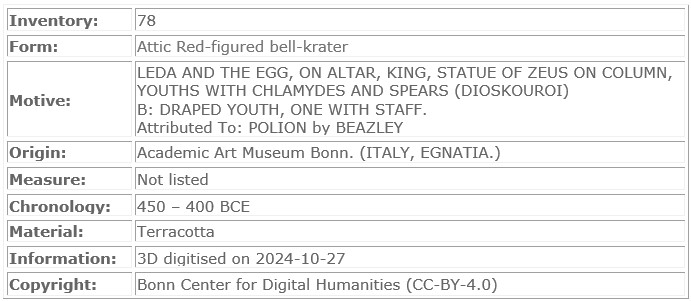 Inventory: 78
Form: Attic Red-figured bell-krater
Motive: LEDA AND THE EGG, ON ALTAR, KING, STATUE OF ZEUS ON COLUMN,
YOUTHS WITH CHLAMYDES AND SPEARS (DIOSKOUROI)
B: DRAPED YOUTH, ONE WITH STAFF.
Attributed To: POLION by BEAZLEY
Origin: Academic Art Museum Bonn. (ITALY, EGNATIA.)
Measure: Not listed
Chronology: 450 – 400 BCE
Material: Terracotta
Information: 3D digitised on 2024-10-27
Copyright: Bonn Center for Digital Humanities (CC-BY-4.0)